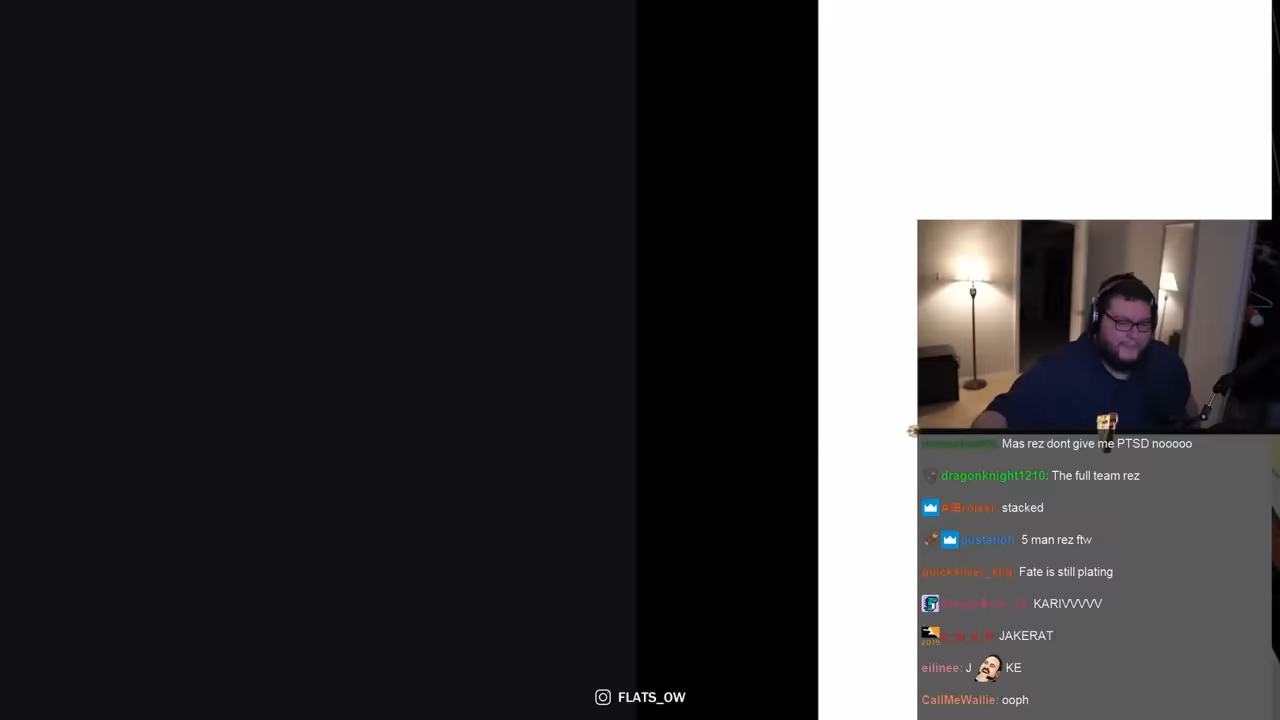 Mas rez dont give me PTSD nooooo
dragonknight1210: The full team rez
stacked
gustarioh 5 man rez ftw
Fate is still plating
KARIVVVVV
JAKERAT
eilinee: J KE
CallMeWallie: ooph
FLATS_OW